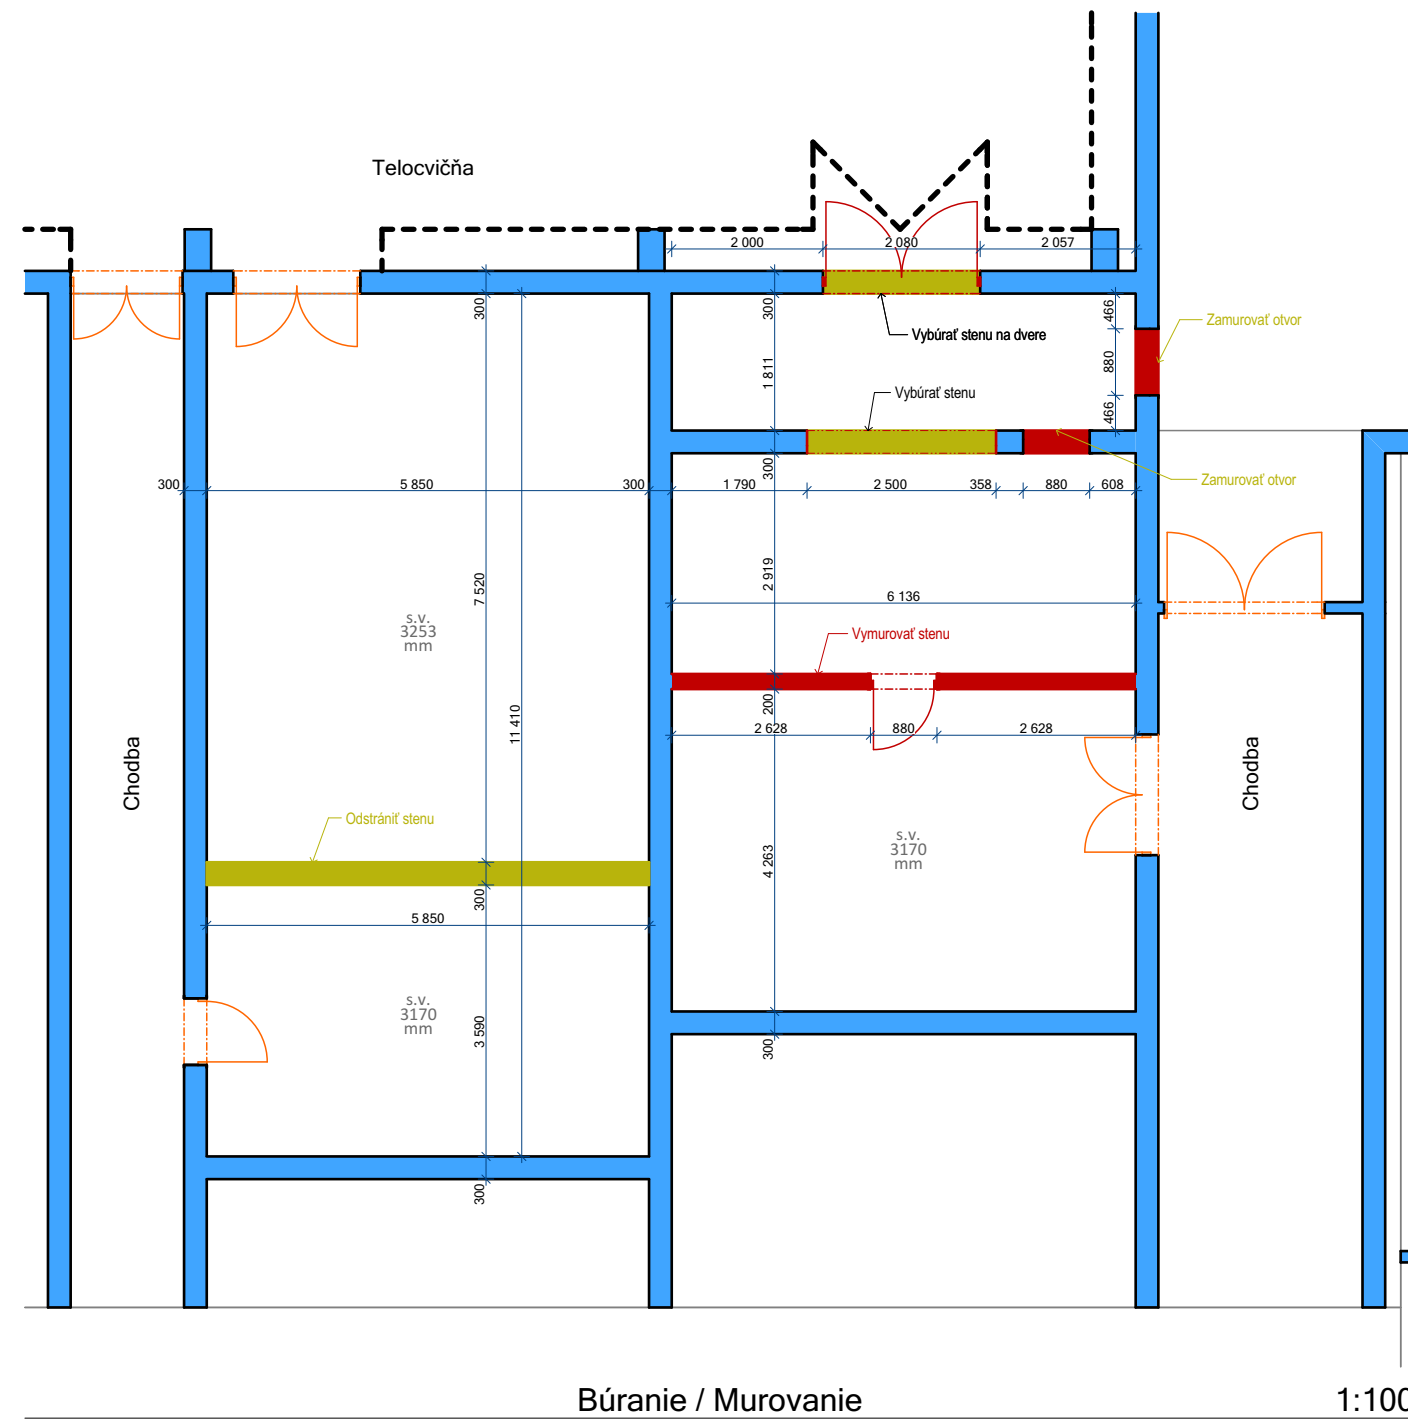 Telocvičňa
2 000
2 080
2 057
300
300
466
Zamurovať otvor
Vybúrať stenu na dvere
1 811
880
Vybúrať stenu
466
300
Zamurovať otvor
300
5 850
300
1 790
2 500
358
880
608
7 520
2 919
6 136
s.v.
3253
mm
Vymurovať stenu
200
11 410
2 628
880
2 628
Chodba
Chodba
Odstrániť stenu
s.v.
3170
mm
4 263
300
5 850
s.v.
3170
mm
3 590
300
300
Búranie / Murovanie
1:100